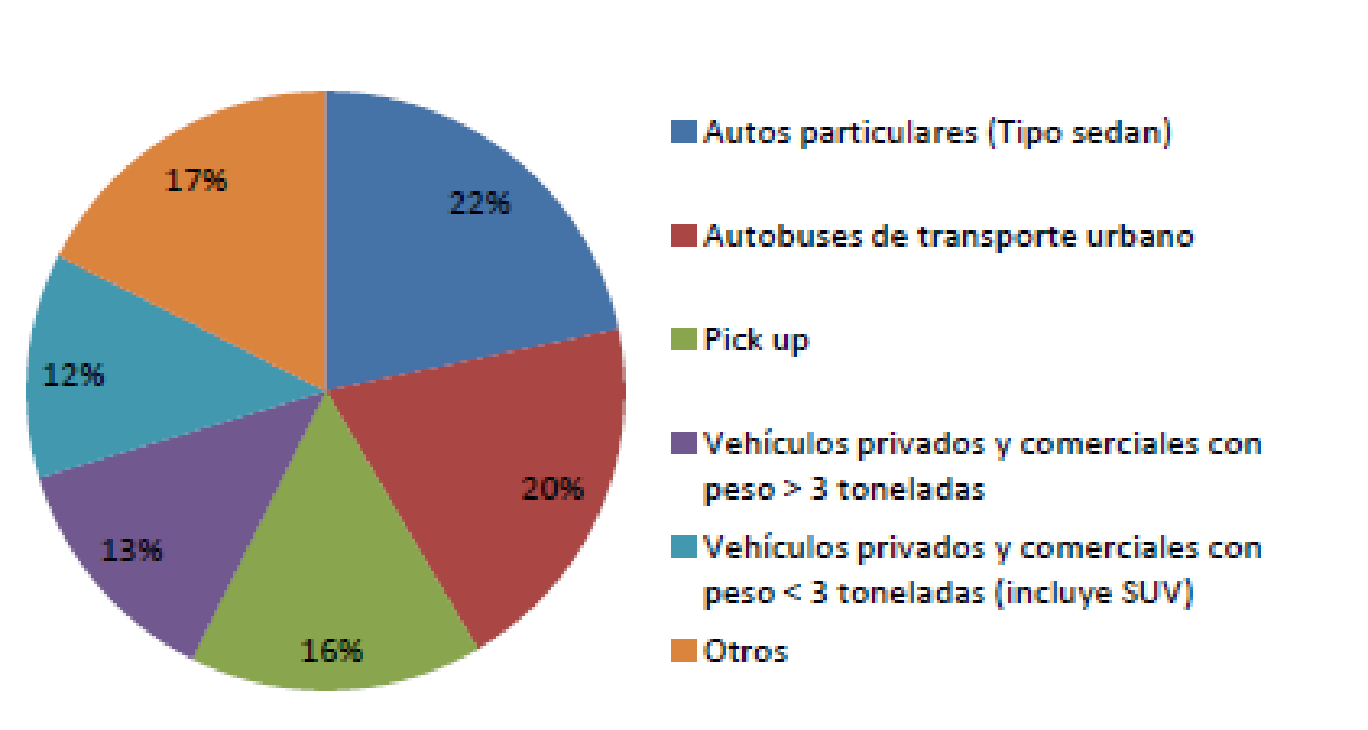 22%
20%
16%
13%
12%
17%
Autos particulares (Tipo sedan)
Autobuses de transporte urbano
Pick up
Vehículos privados y comerciales con
peso > 3 toneladas
Vehículos privados y comerciales con
peso < 3 toneladas (incluye SUV)
Otros